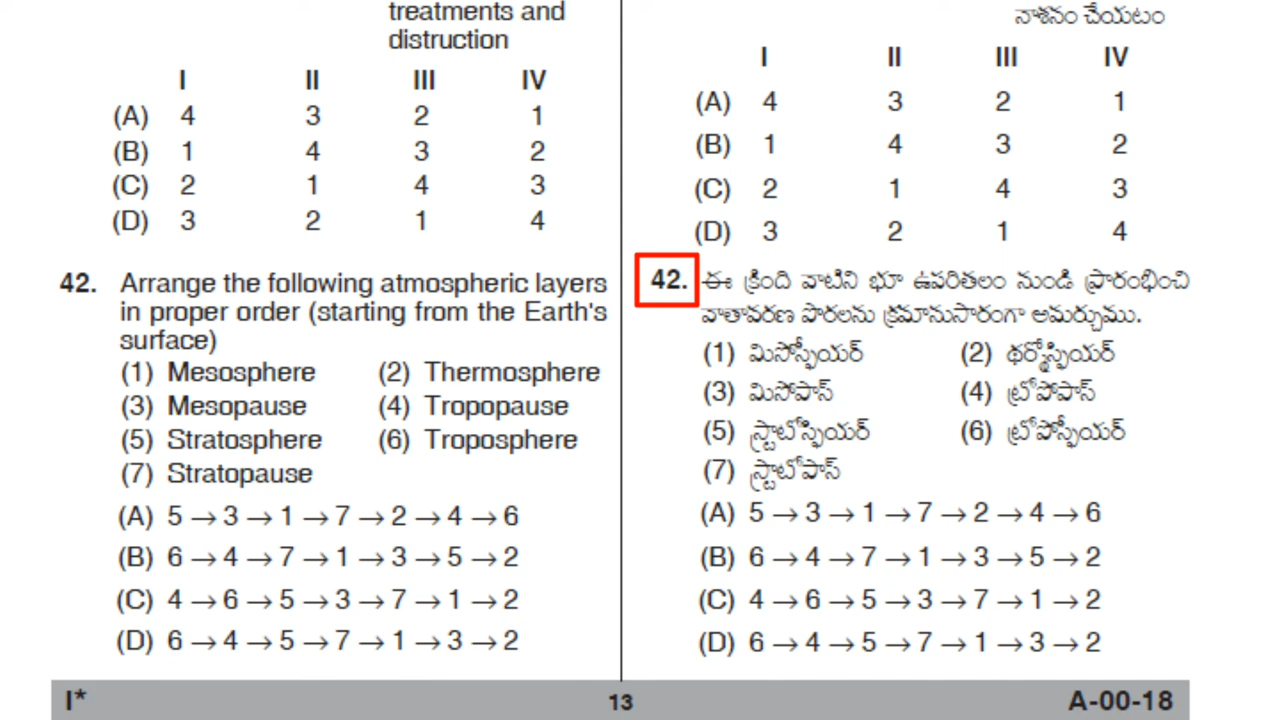 treatments and
distruction
I II III IV
(A) 4 3 2 1
(B) 1 4 3 2
(C) 2 1 4 3
(D) 3 2 1 4
42. Arrange the following atmospheric layers
in proper order (starting from the Earth's
surface)
(1) Mesosphere (2) Thermosphere
(3) Mesopause (4) Tropopause
(5) Stratosphere (6) Troposphere
(7) Stratopause
(A) 5 → 3 → 1 → 7 → 2 → 4 → 6
(B) 6 → 4 → 7 → 1 → 3 → 5 → 2
(C) 4 → 6 → 5 → 3 → 7 → 1 → 2
(D) 6 → 4 → 5 → 7 → 1 → 3 → 2
నాశనం చేయటం
I II III IV
(A) 4 3 2 1
(B) 1 4 3 2
(C) 2 1 4 3
(D) 3 2 1 4
42. ఈ క్రింది వాటిని భూ ఉపరితలం నుండి ప్రారంభించి
వాతావరణ పొరలను క్రమానుసారంగా అమర్చుము.
(1) మిసోస్ఫియర్ (2) థర్మోస్ఫియర్
(3) మిసోపాస్ (4) ట్రోపోపాస్
(5) స్ట్రాటోస్ఫియర్ (6) ట్రోపోస్ఫియర్
(7) స్ట్రాటోపాస్
(A) 5 → 3 → 1 → 7 → 2 → 4 → 6
(B) 6 → 4 → 7 → 1 → 3 → 5 → 2
(C) 4 → 6 → 5 → 3 → 7 → 1 → 2
(D) 6 → 4 → 5 → 7 → 1 → 3 → 2
I* 13 A-00-18